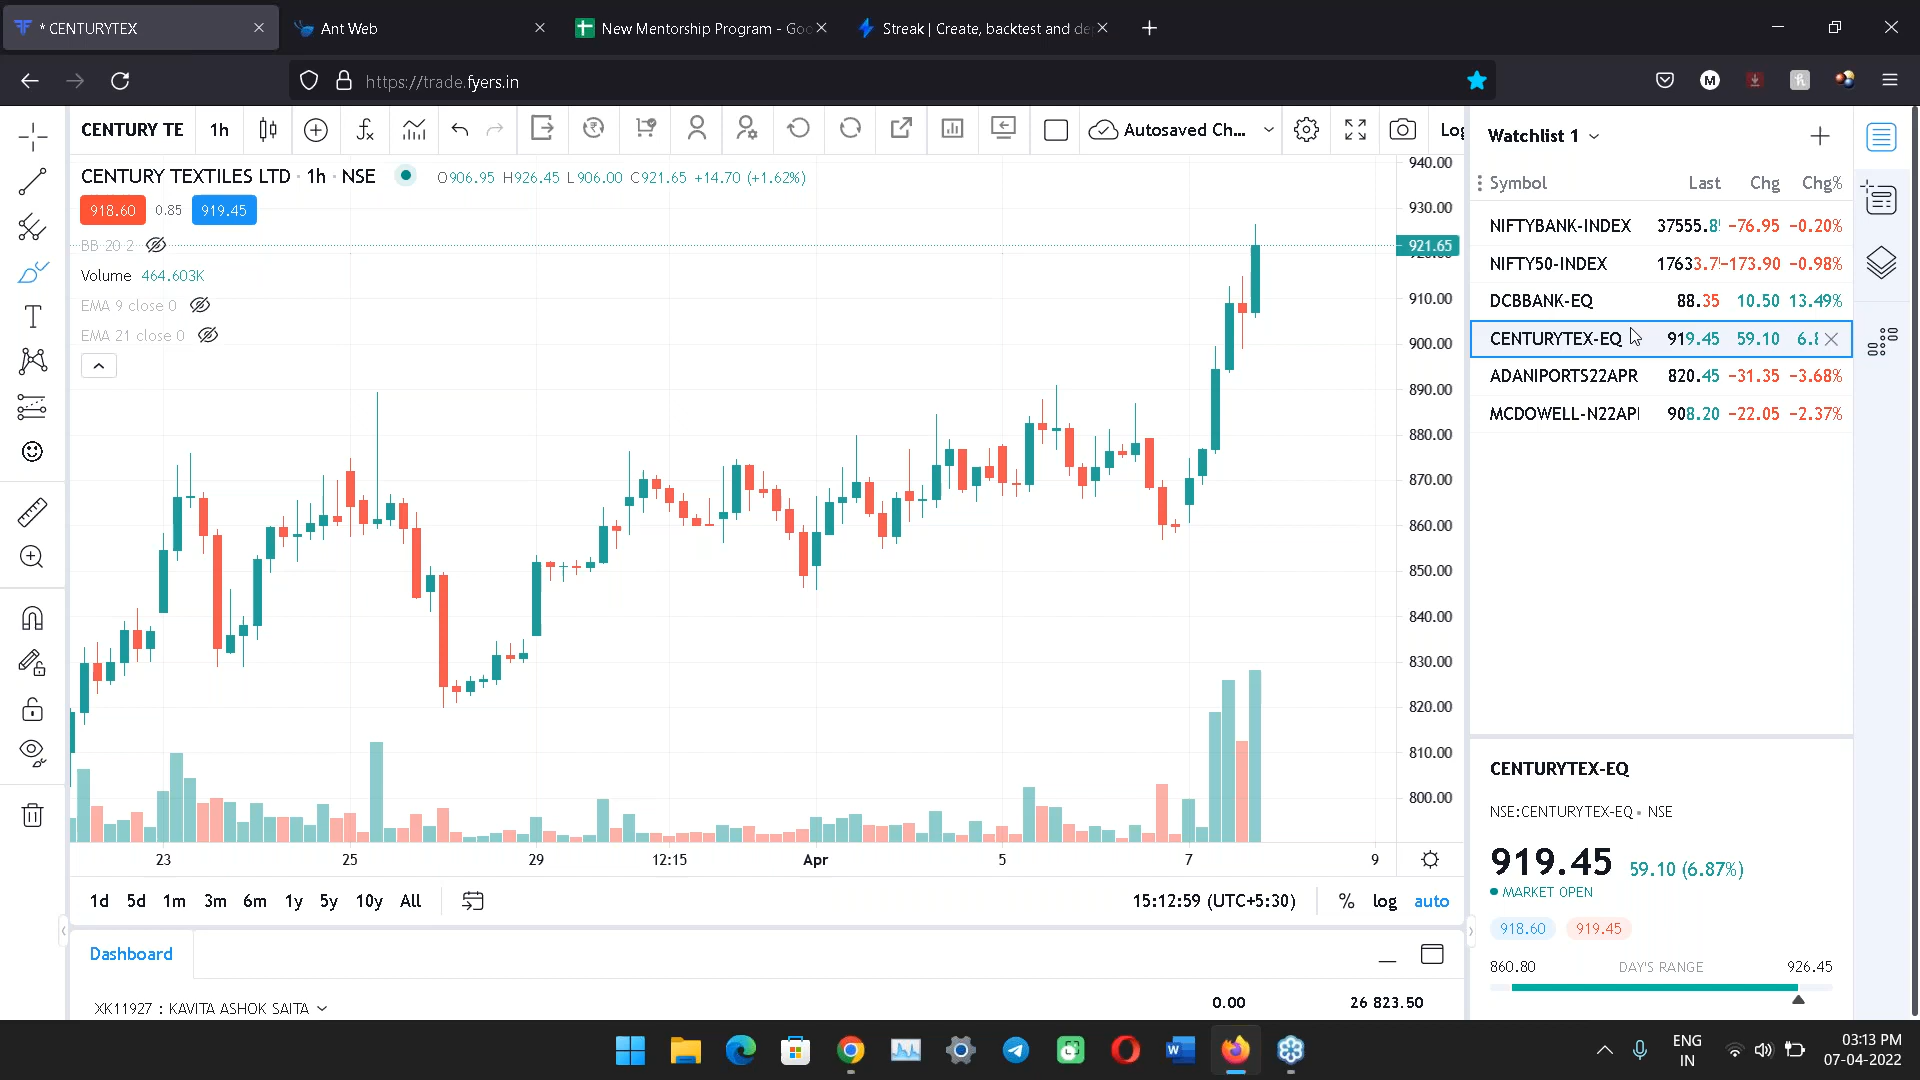 * CENTURYTEX
Ant Web
New Mentorship Program - Goo
Streak | Create, backtest and de
https://trade.fyers.in
CENTURY TE
1h
Autosaved Ch...
Log
CENTURY TEXTILES LTD · 1h · NSE
O906.95 H926.45 L906.00 C921.65 +14.70 (+1.62%)
918.60
0.85
919.45
BB 20 2
Volume 464.603K
EMA 9 close 0
EMA 21 close 0
940.00
930.00
921.65
910.00
900.00
890.00
880.00
870.00
860.00
850.00
840.00
830.00
820.00
810.00
800.00
23
25
29
12:15
Apr
5
7
9
1d 5d 1m 3m 6m 1y 5y 10y All
15:12:59 (UTC+5:30)
% log auto
Dashboard
XK11927 : KAVITA ASHOK SAITA
0.00
26 823.50
Watchlist 1
Symbol Last Chg Chg%
NIFTYBANK-INDEX 37555.8 -76.95 -0.20%
NIFTY50-INDEX 17633.7 -173.90 -0.98%
DCBBANK-EQ 88.35 10.50 13.49%
CENTURYTEX-EQ 919.45 59.10 6.8
ADANIPORTS22APR 820.45 -31.35 -3.68%
MCDOWELL-N22API 908.20 -22.05 -2.37%
CENTURYTEX-EQ
NSE:CENTURYTEX-EQ • NSE
919.45 59.10 (6.87%)
MARKET OPEN
918.60
919.45
860.80 DAY'S RANGE 926.45
ENG
IN
03:13 PM
07-04-2022